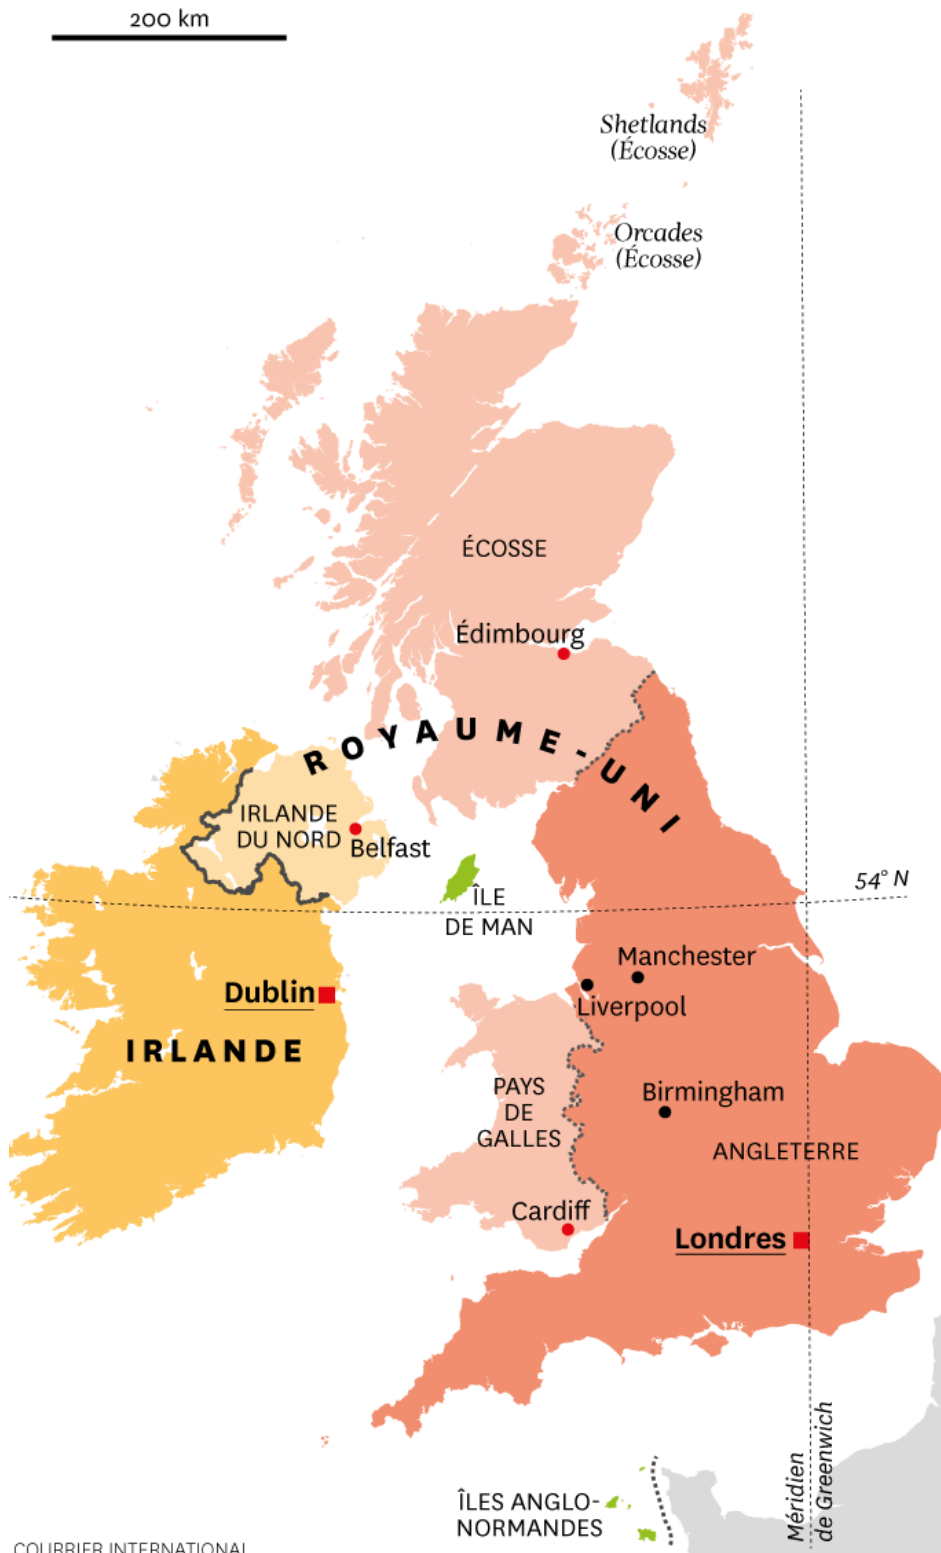 200 km
Shetlands
(Écosse)
Orcades
(Écosse)
ÉCOSSE
Édimbourg
ROYAUME-UNI
IRLANDE
DU NORD
Belfast
54° N
ÎLE
DE MAN
Manchester
Liverpool
Dublin
IRLANDE
PAYS
DE
GALLES
Birmingham
ANGLETERRE
Cardiff
Londres
Méridien
de Greenwich
ÎLES ANGLO-
NORMANDES
COURRIER INTERNATIONAL